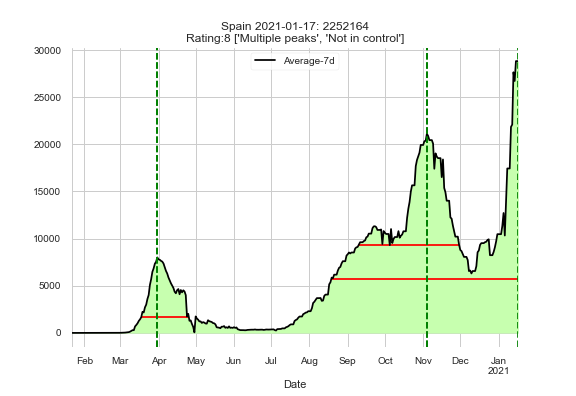 Spain 2021-01-17: 2252164
Rating:8 ['Multiple peaks', 'Not in control']
Average-7d
30000
25000
20000
15000
10000
5000
0
Feb Mar Apr May Jun Jul Aug Sep Oct Nov Dec Jan
2021
Date